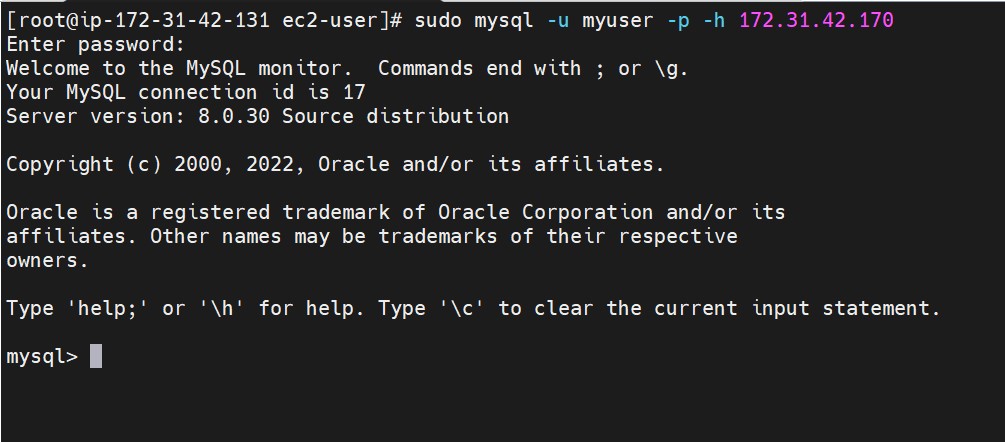 [root@ip-172-31-42-131 ec2-user]# sudo mysql -u myuser -p -h 172.31.42.170
Enter password:
Welcome to the MySQL monitor.  Commands end with ; or \g.
Your MySQL connection id is 17
Server version: 8.0.30 Source distribution
Copyright (c) 2000, 2022, Oracle and/or its affiliates.
Oracle is a registered trademark of Oracle Corporation and/or its
affiliates. Other names may be trademarks of their respective
owners.
Type 'help;' or '\h' for help. Type '\c' to clear the current input statement.
mysql>